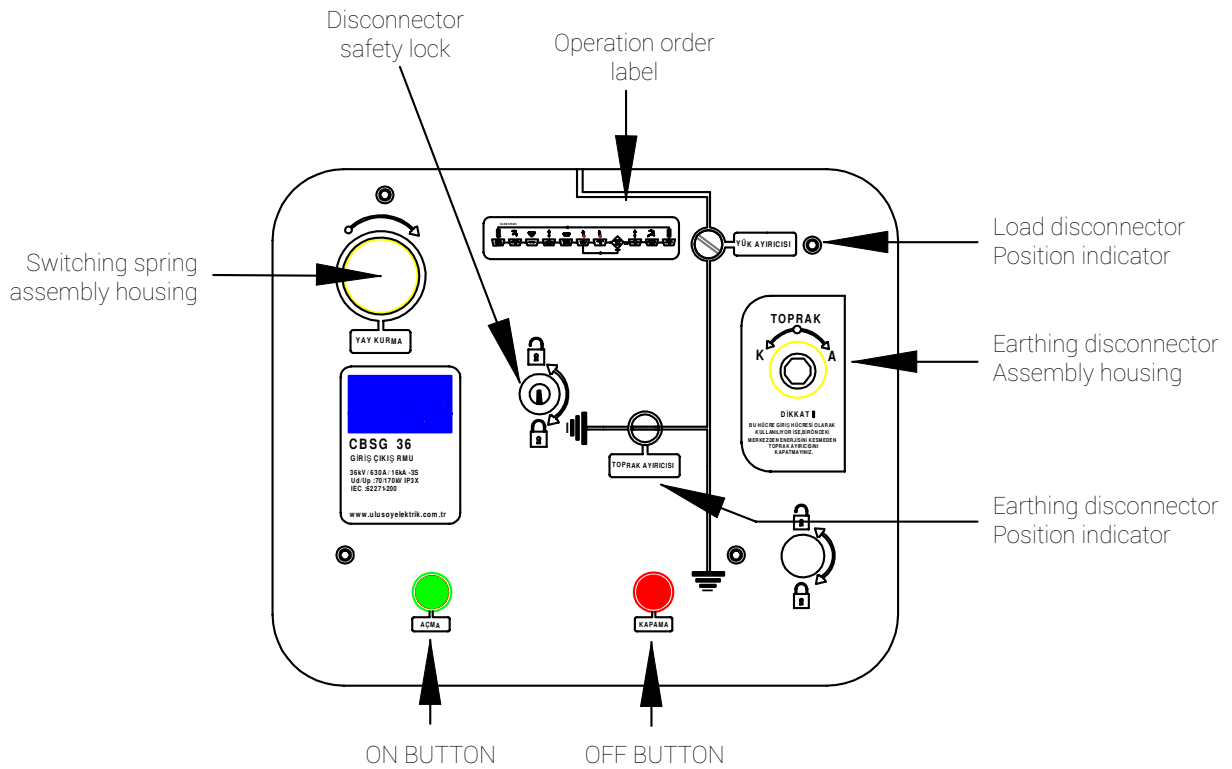 Disconnector
safety lock
Operation order
label
Switching spring
assembly housing
YAY KURMA
YÜK AYIRICISI
Load disconnector
Position indicator
TOPRAK
K
A
Earthing disconnector
Assembly housing
DİKKAT
BU HÜCRE GİRİŞ HÜCRESI OLARAK
KULLANILIYOR İSE,BİRÖNCEKİ
MERKEZDEN ENERJİSİNİ KESMEDEN
TOPRAK AYIRICISINI
KAPATMAYINIZ.
CBSG 36
GİRİŞ ÇIKIŞ RMU
36kV / 630A / 16kA -3S
Ud/Up :70/170kV IP3X
IEC :62271-200
www.ulusoyelektrik.com.tr
TOPRAK AYIRICISI
Earthing disconnector
Position indicator
AÇMA
KAPAMA
ON BUTTON
OFF BUTTON